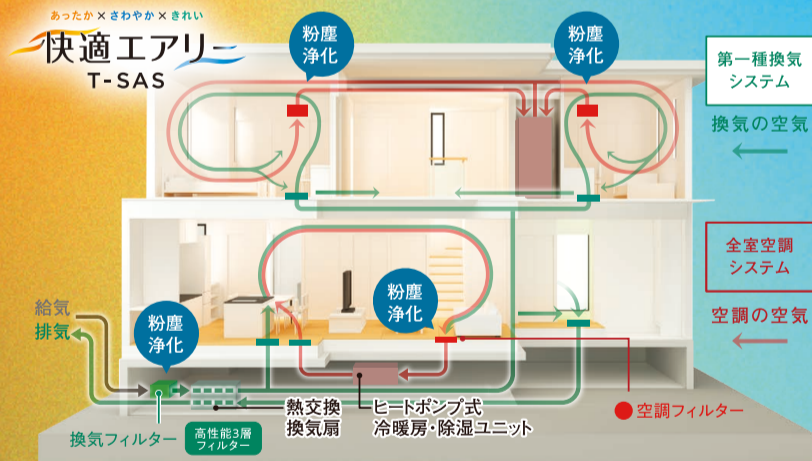 あったか×さわやか×きれい
快適エアリー
T-SAS
粉塵
浄化
粉塵
浄化
第一種換気
システム
換気の空気
全室空調
システム
空調の空気
給気
排気
粉塵
浄化
粉塵
浄化
換気フィルター
高性能3層
フィルター
熱交換
換気扇
ヒートポンプ式
冷暖房・除湿ユニット
空調フィルター